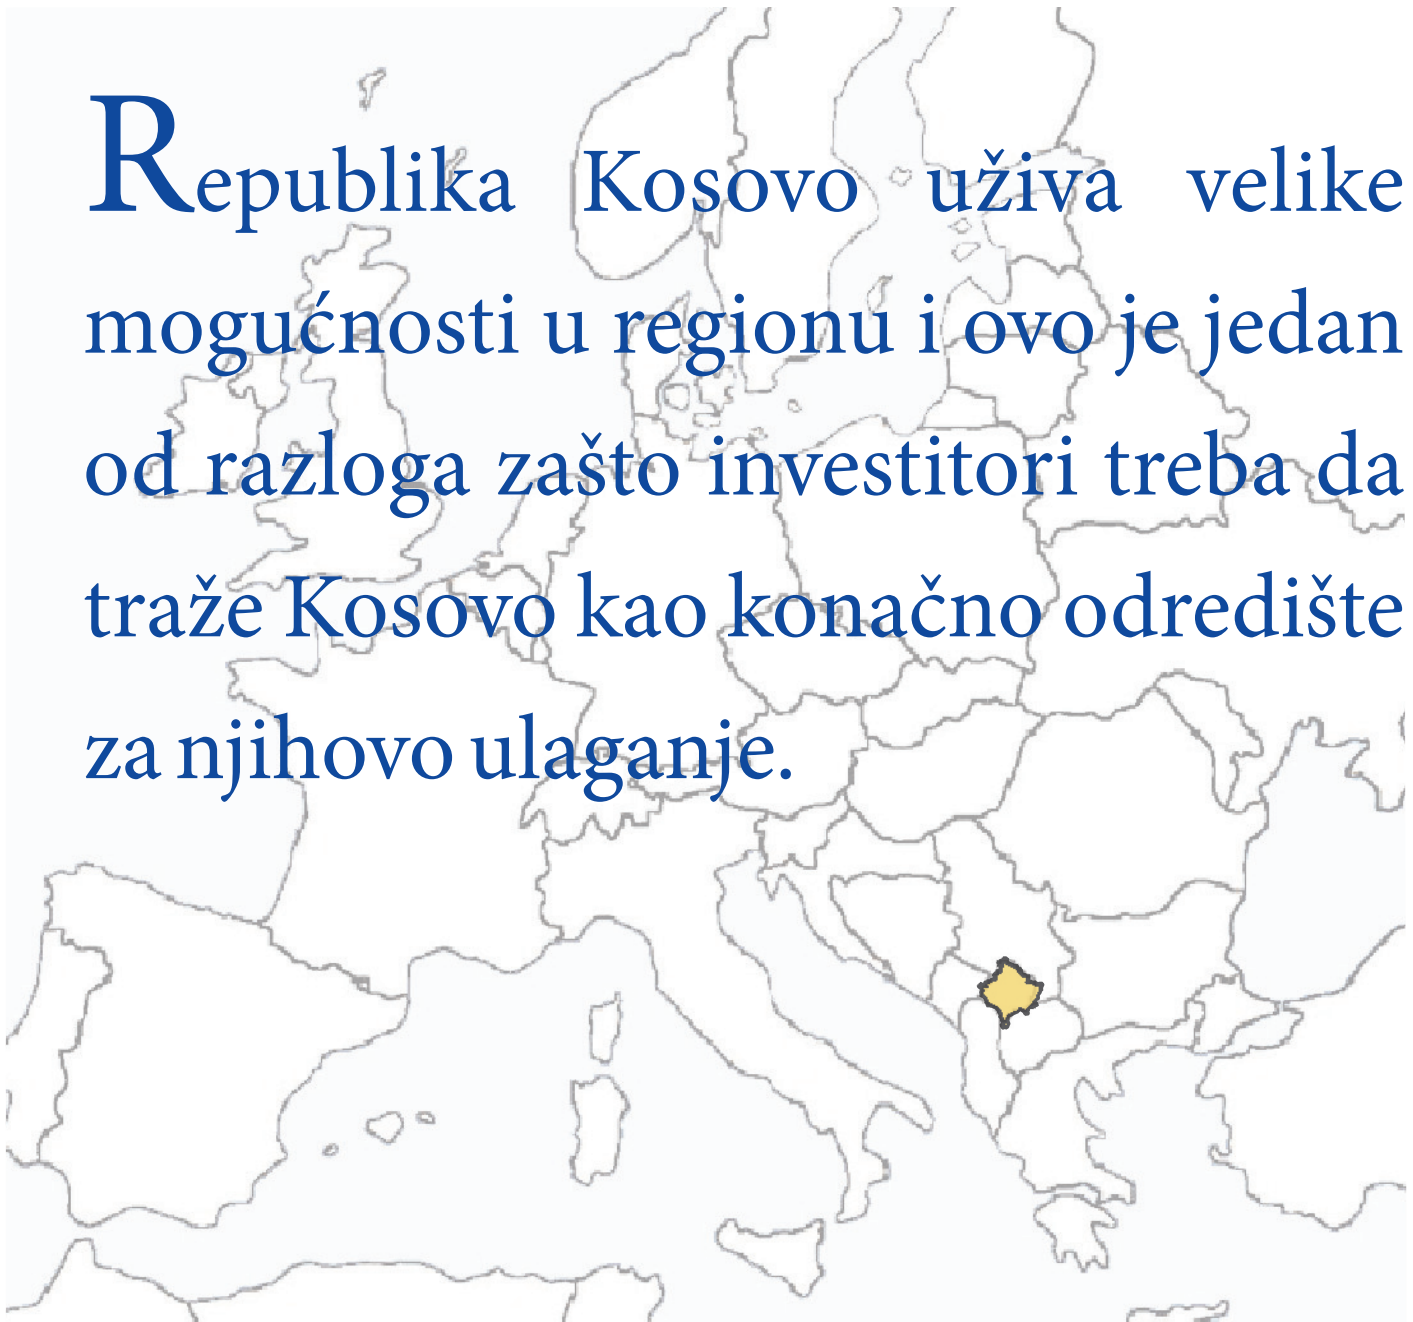 Republika Kosovo uživa velike
mogućnosti u regionu i ovo je jedan
od razloga zašto investitori treba da
traže Kosovo kao konačno odredište
za njihovo ulaganje.